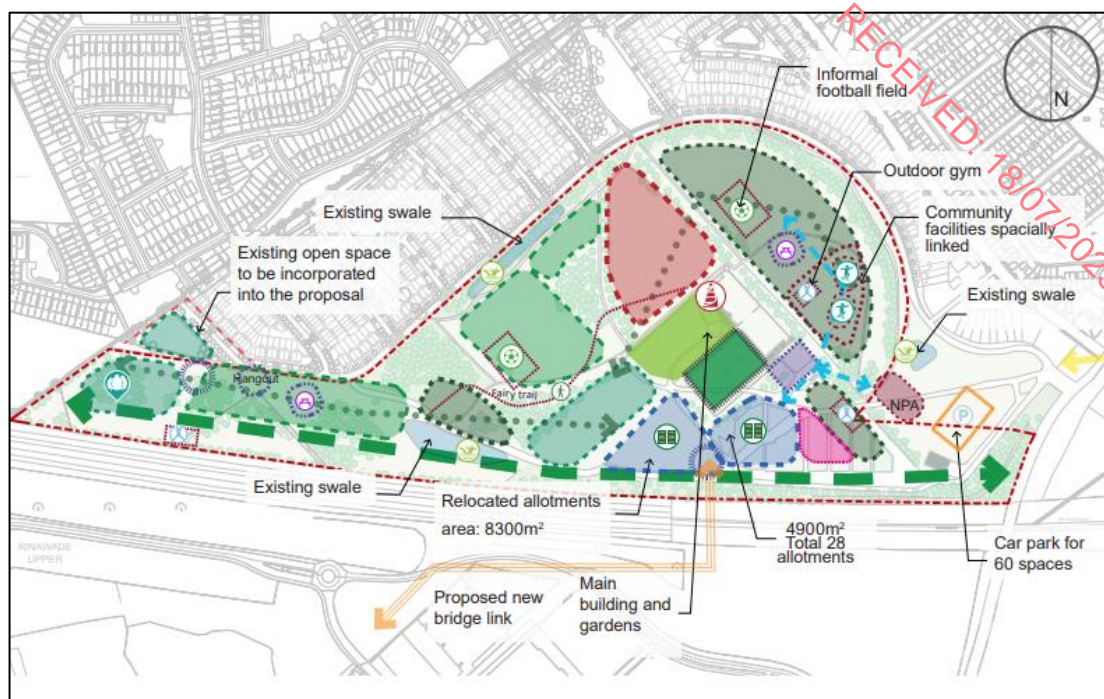 RECEIVED: 18/07/202
N
Informal
football field
Outdoor gym
Community
facilities spacially
linked
Existing swale
Existing swale
Existing open space
to be incorporated
into the proposal
Hangout
Fairy trail
NPA
P
Existing swale
Relocated allotments
area: 8300m²
4900m²
Total 28
allotments
Car park for
60 spaces
RINAWADE
UPPER
Proposed new
bridge link
Main
building and
gardens